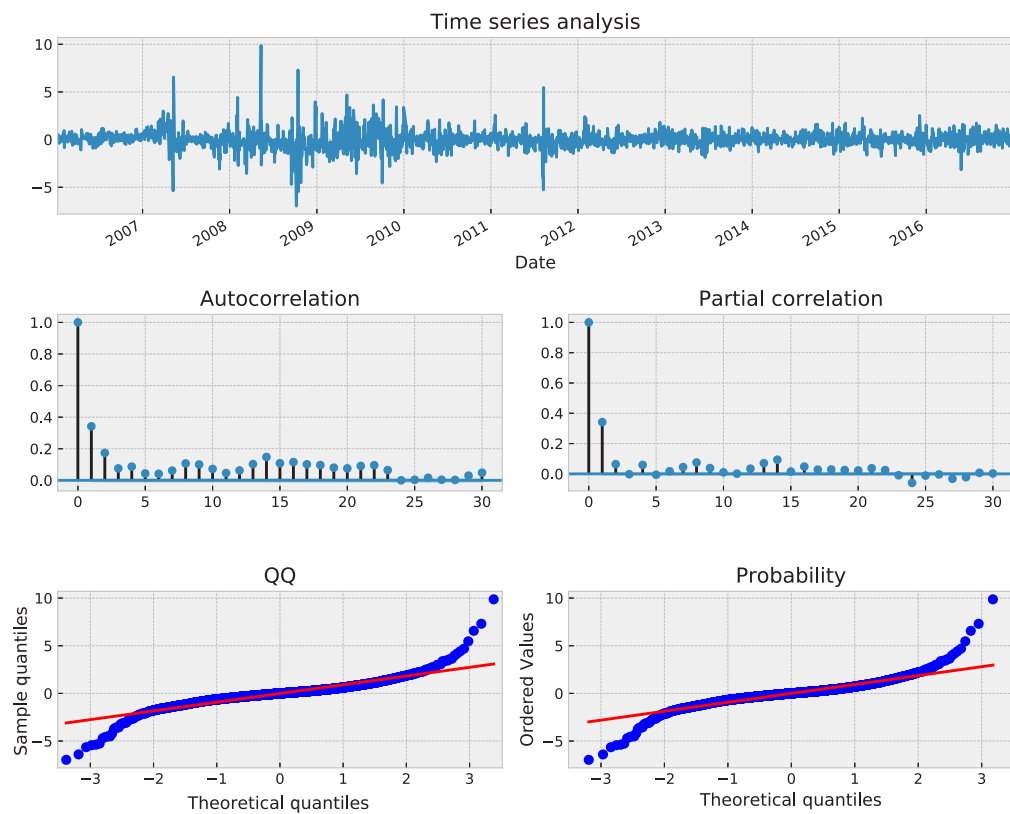 Time series analysis
10
5
0
−5
2007 2008 2009 2010 2011 2012 2013 2014 2015 2016
Date
Autocorrelation Partial correlation
1.0 1.0
0.8 0.8
0.6 0.6
0.4 0.4
0.2 0.2
0.0 0.0
0 5 10 15 20 25 30 0 5 10 15 20 25 30
QQ Probability
Sample quantiles
10
5
0
−5
−3 −2 −1 0 1 2 3
Theoretical quantiles
Ordered Values
10
5
0
−5
−3 −2 −1 0 1 2 3
Theoretical quantiles